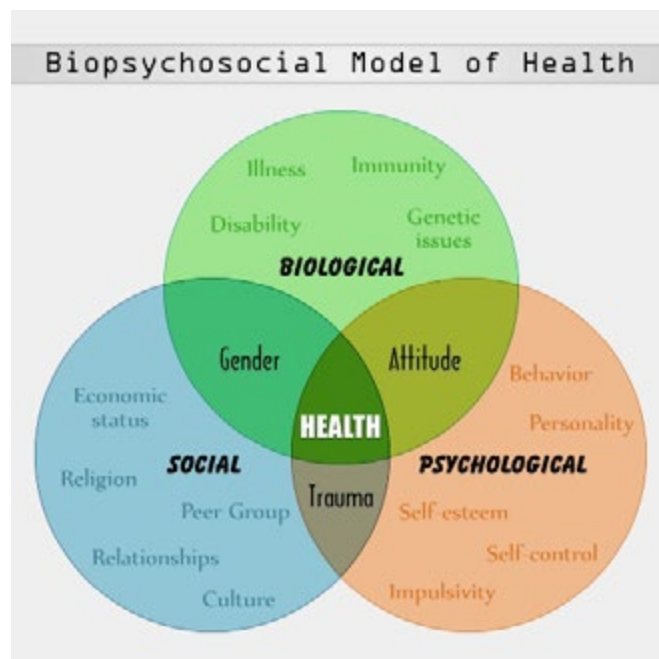 Biopsychosocial Model of Health
Illness Immunity
Disability Genetic
issues
BIOLOGICAL
Gender Attitude
Behavior
Economic
status
Personality
HEALTH
SOCIAL PSYCHOLOGICAL
Religion
Trauma
Peer Group Self-esteem
Relationships Self-control
Culture Impulsivity